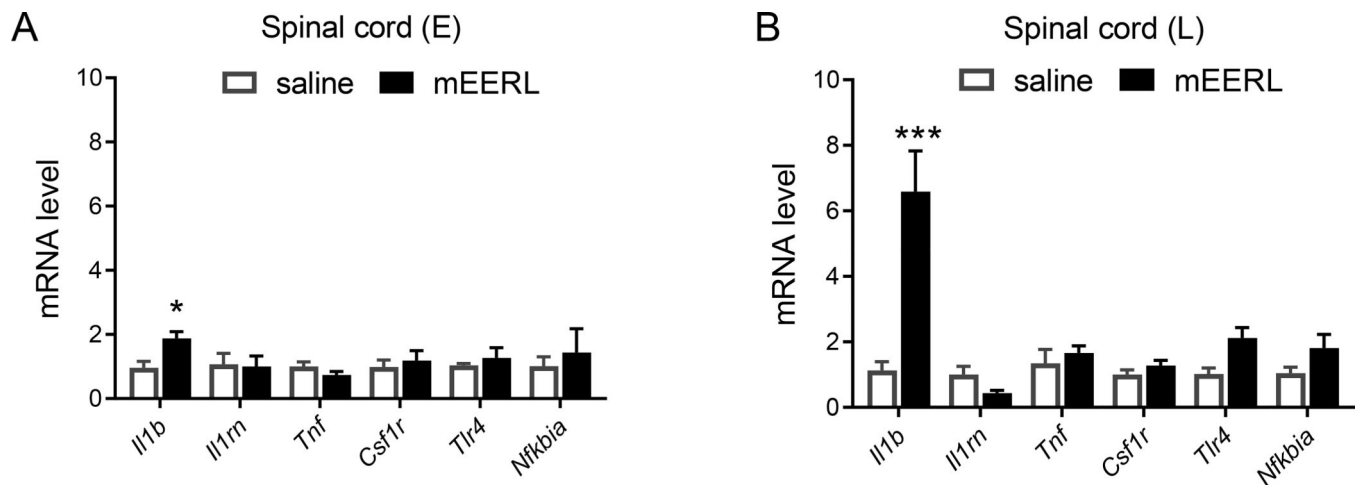 A
Spinal cord (E)
saline mEERL
mRNA level
10
8
6
4
2
0
*
Il1b Il1rn Tnf Csf1r Tlr4 Nfkbia
B
Spinal cord (L)
saline mEERL
mRNA level
10
8
6
4
2
0
***
Il1b Il1rn Tnf Csf1r Tlr4 Nfkbia